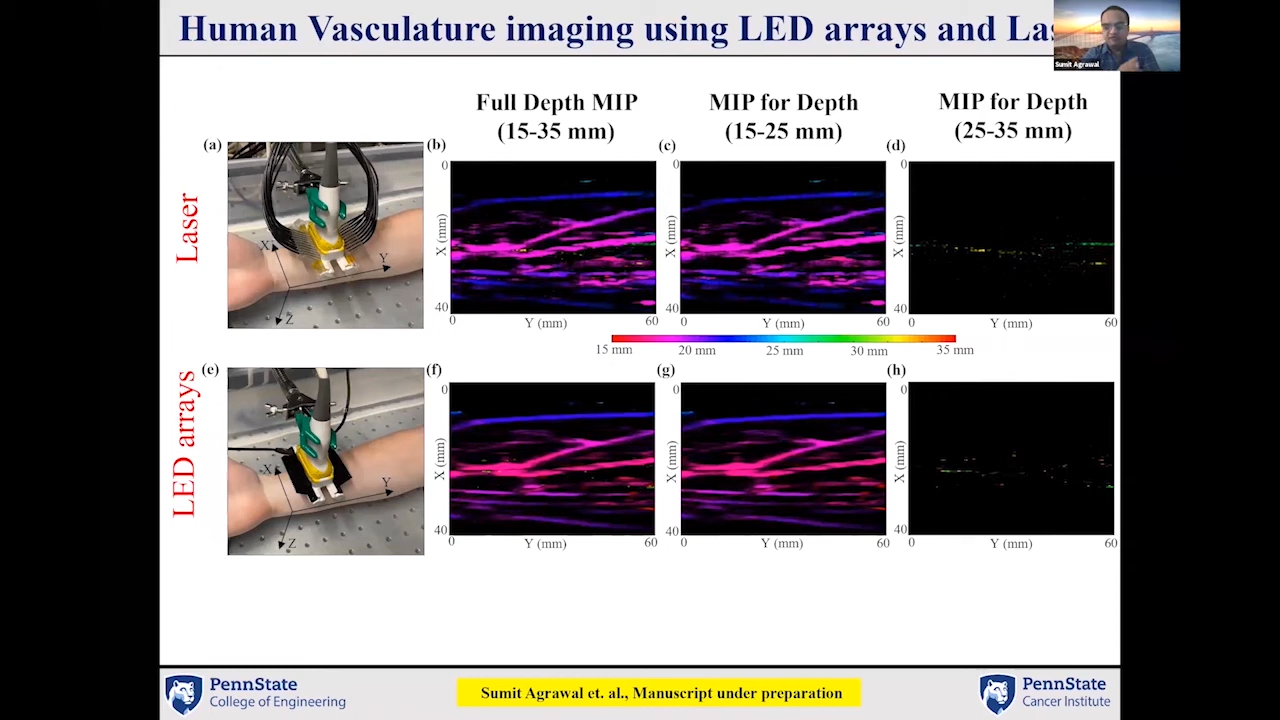 Human Vasculature imaging using LED arrays and Las
Sumit Agrawal
Full Depth MIP
(15-35 mm)
MIP for Depth
(15-25 mm)
MIP for Depth
(25-35 mm)
Laser
(a)
X
Y
Z
(b)
0
X (mm)
40
0
Y (mm)
60
(c)
0
X (mm)
40
0
Y (mm)
60
(d)
0
X (mm)
40
0
Y (mm)
60
15 mm
20 mm
25 mm
30 mm
35 mm
LED arrays
(e)
X
Y
Z
(f)
0
X (mm)
40
0
Y (mm)
60
(g)
0
X (mm)
40
0
Y (mm)
60
(h)
0
X (mm)
40
0
Y (mm)
60
PennState
College of Engineering
Sumit Agrawal et. al., Manuscript under preparation
PennState
Cancer Institute